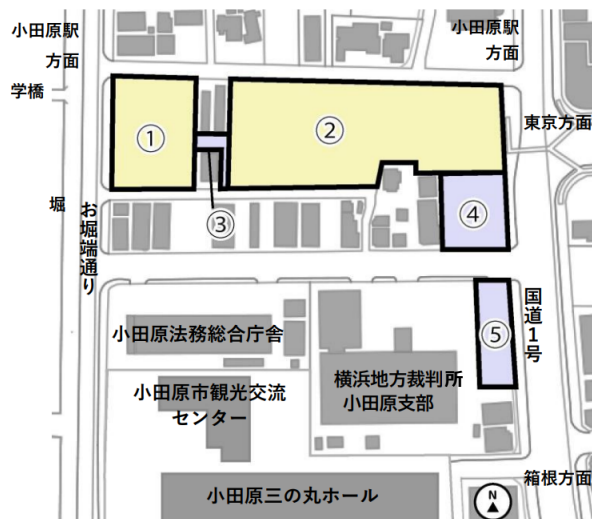 小田原駅
方面
小田原駅
方面
学橋
①
②
東京方面
③
④
堀
お堀端通り
国道1号
⑤
小田原法務総合庁舎
小田原市観光交流
センター
横浜地方裁判所
小田原支部
小田原三の丸ホール
箱根方面
N